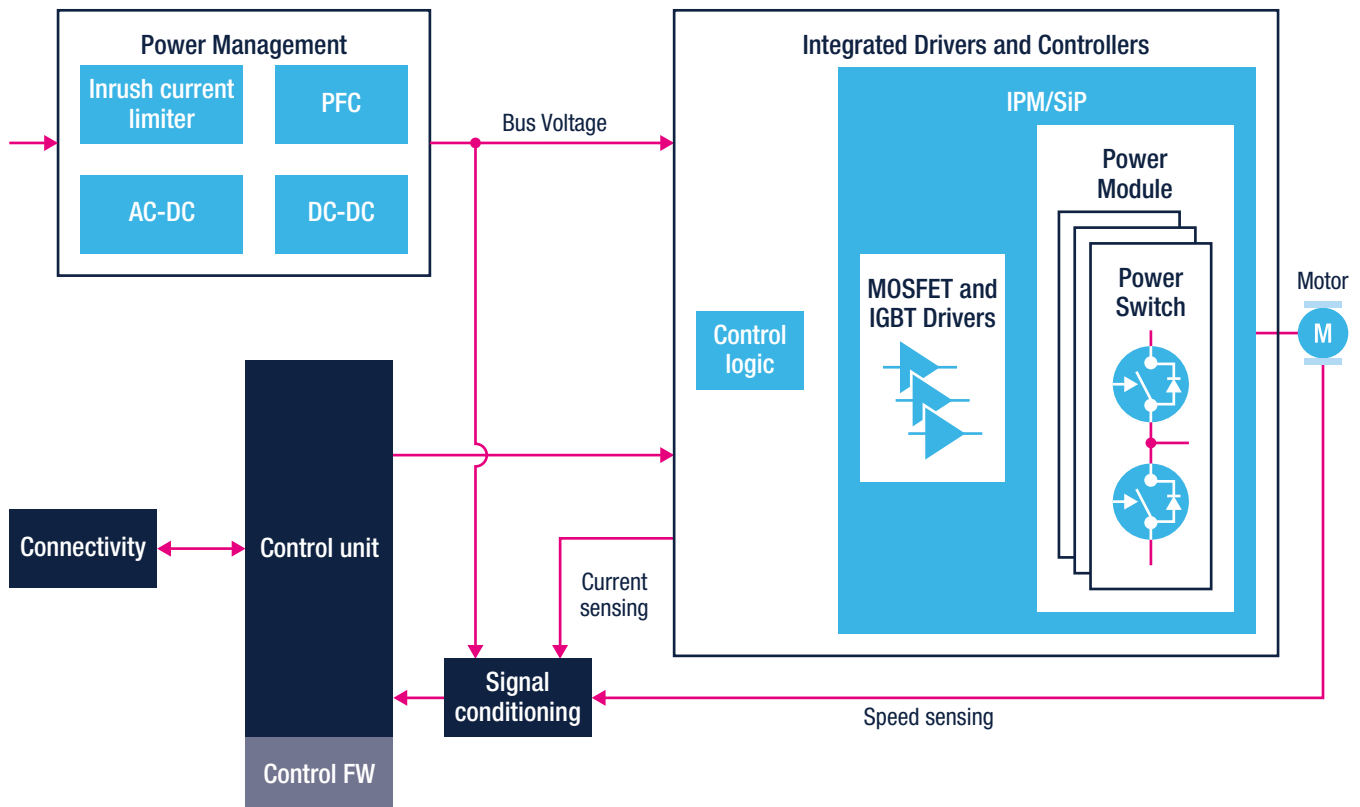 Power Management
Inrush current
limiter
PFC
AC-DC
DC-DC
Bus Voltage
Integrated Drivers and Controllers
IPM/SiP
Power
Module
MOSFET and
IGBT Drivers
Power
Switch
Control
logic
Motor
M
Connectivity
Control unit
Control FW
Current
sensing
Signal
conditioning
Speed sensing